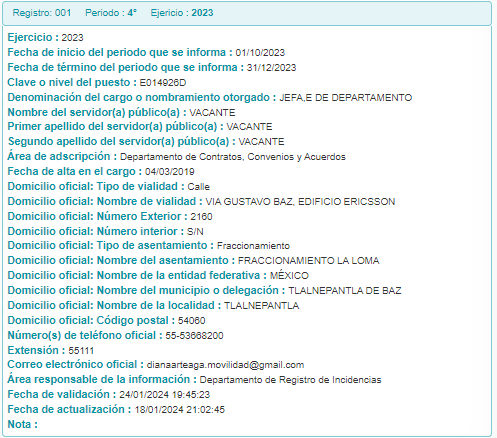 Registro: 001 Periodo : 4° Ejericio : 2023
Ejercicio : 2023
Fecha de inicio del periodo que se informa : 01/10/2023
Fecha de término del periodo que se informa : 31/12/2023
Clave o nivel del puesto : E014926D
Denominación del cargo o nombramiento otorgado : JEFA,E DE DEPARTAMENTO
Nombre del servidor(a) público(a) : VACANTE
Primer apellido del servidor(a) público(a) : VACANTE
Segundo apellido del servidor(a) público(a) : VACANTE
Área de adscripción : Departamento de Contratos, Convenios y Acuerdos
Fecha de alta en el cargo : 04/03/2019
Domicilio oficial: Tipo de vialidad : Calle
Domicilio oficial: Nombre de vialidad : VIA GUSTAVO BAZ, EDIFICIO ERICSSON
Domicilio oficial: Número Exterior : 2160
Domicilio oficial: Número interior : S/N
Domicilio oficial: Tipo de asentamiento : Fraccionamiento
Domicilio oficial: Nombre del asentamiento : FRACCIONAMIENTO LA LOMA
Domicilio oficial: Nombre de la entidad federativa : MÉXICO
Domicilio oficial: Nombre del municipio o delegación : TLALNEPANTLA DE BAZ
Domicilio oficial: Nombre de la localidad : TLALNEPANTLA
Domicilio oficial: Código postal : 54060
Número(s) de teléfono oficial : 55-53668200
Extensión : 55111
Correo electrónico oficial : dianaarteaga.movilidad@gmail.com
Área responsable de la información : Departamento de Registro de Incidencias
Fecha de validación : 24/01/2024 19:45:23
Fecha de actualización : 18/01/2024 21:02:45
Nota :